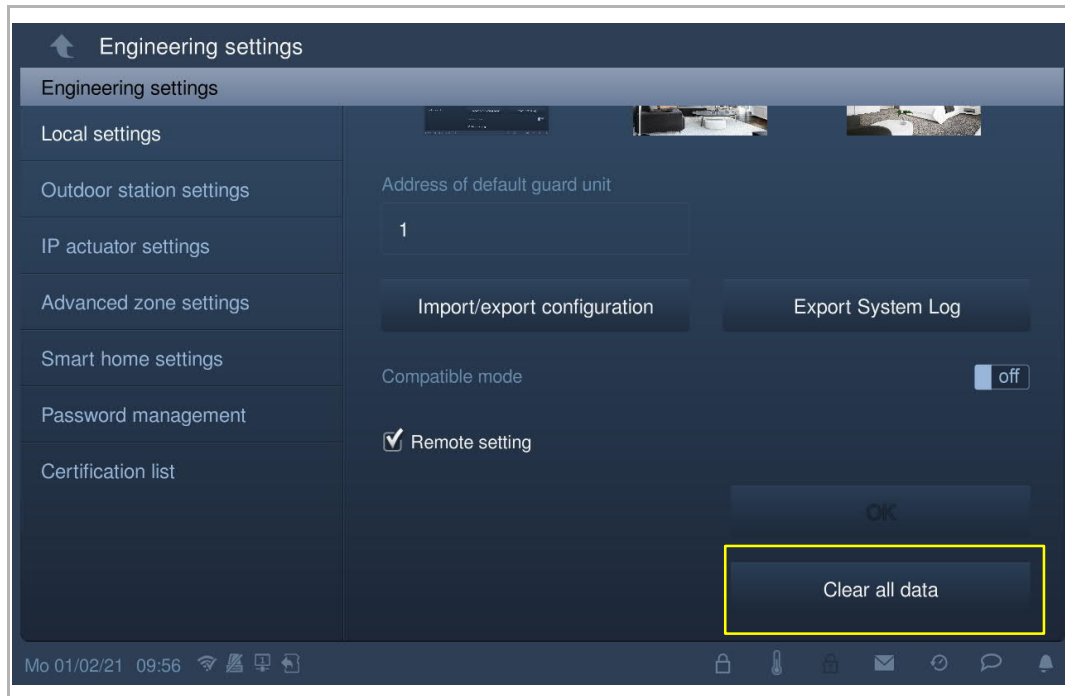 Engineering settings
Engineering settings
Local settings
Outdoor station settings
IP actuator settings
Advanced zone settings
Smart home settings
Password management
Certification list
Address of default guard unit
1
Import/export configuration
Export System Log
Compatible mode
off
Remote setting
OK
Clear all data
Mo 01/02/21 09:56